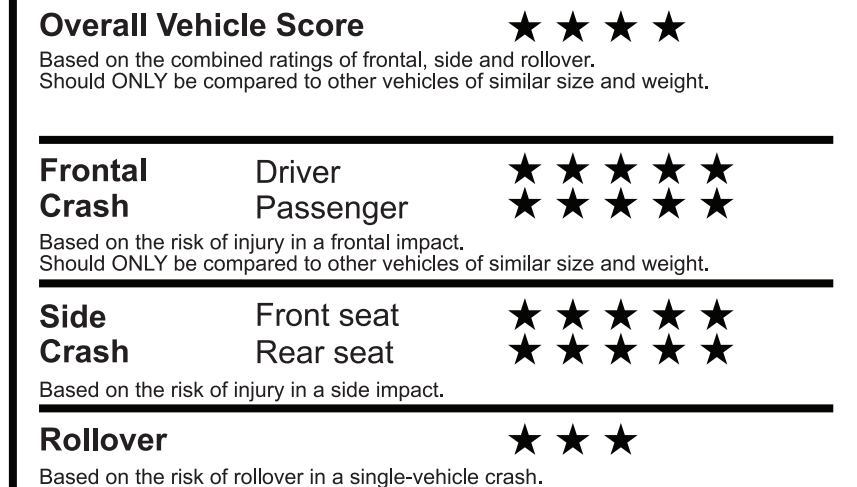 Overall Vehicle Score ★ ★ ★ ★
Based on the combined ratings of frontal, side and rollover.
Should ONLY be compared to other vehicles of similar size and weight.
Frontal Driver ★ ★ ★ ★ ★
Crash Passenger ★ ★ ★ ★ ★
Based on the risk of injury in a frontal impact.
Should ONLY be compared to other vehicles of similar size and weight.
Side Front seat ★ ★ ★ ★ ★
Crash Rear seat ★ ★ ★ ★ ★
Based on the risk of injury in a side impact.
Rollover ★ ★ ★
Based on the risk of rollover in a single-vehicle crash.